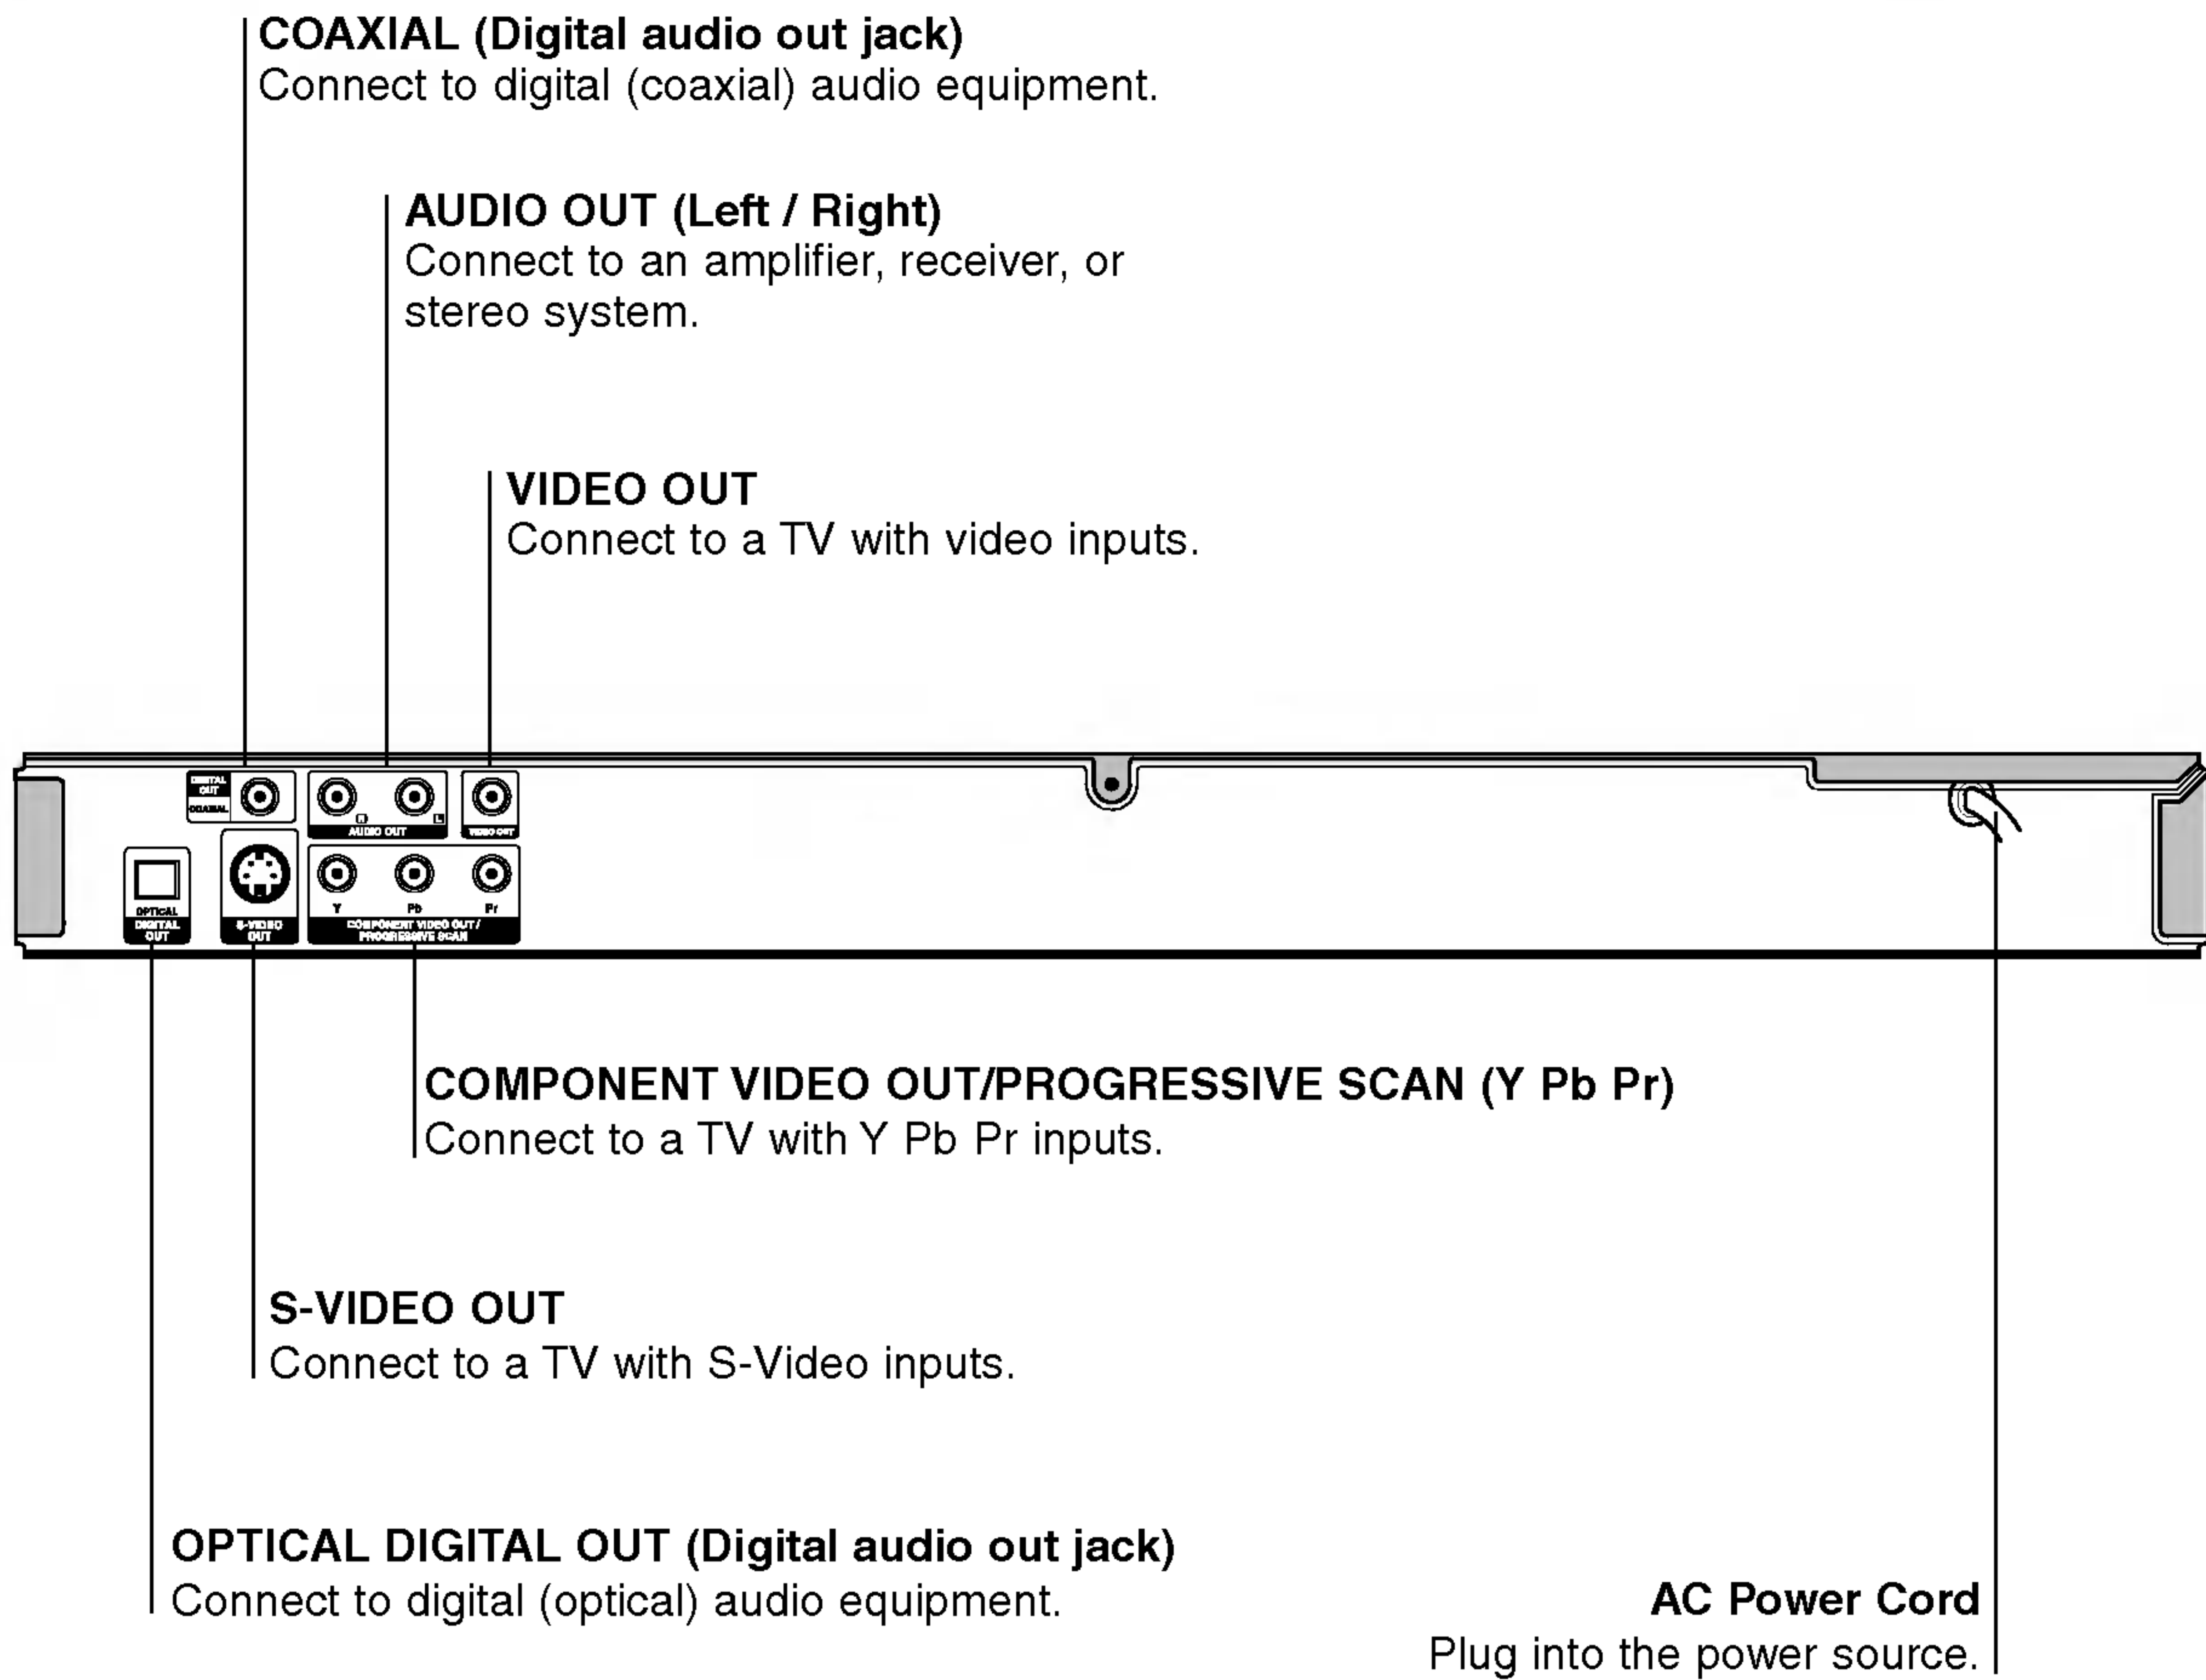 COAXIAL (Digital audio out jack)
Connect to digital (coaxial) audio equipment.
AUDIO OUT (Left / Right)
Connect to an amplifier, receiver, or
stereo system.
VIDEO OUT
Connect to a TV with video inputs.
DIGITAL
OUT
COAXIAL
R
L
AUDIO OUT
VIDEO OUT
OPTICAL
DIGITAL
OUT
S-VIDEO
OUT
Y
Pb
Pr
COMPONENT VIDEO OUT/
PROGRESSIVE SCAN
COMPONENT VIDEO OUT/PROGRESSIVE SCAN (Y Pb Pr)
Connect to a TV with Y Pb Pr inputs.
S-VIDEO OUT
Connect to a TV with S-Video inputs.
OPTICAL DIGITAL OUT (Digital audio out jack)
Connect to digital (optical) audio equipment.
AC Power Cord
Plug into the power source.